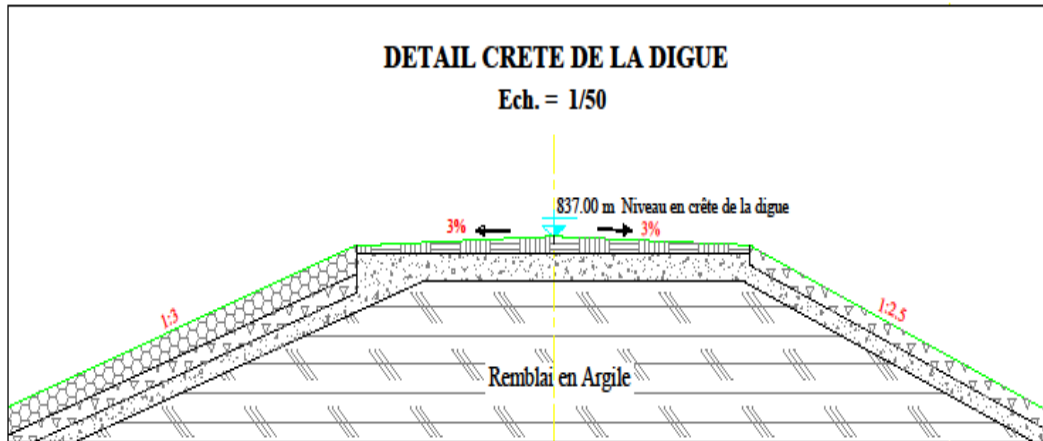 DETAIL CRETE DE LA DIGUE
Ech. = 1/50
837.00 m Niveau en crête de la digue
3%
3%
1:3
1:2.5
Remblai en Argile